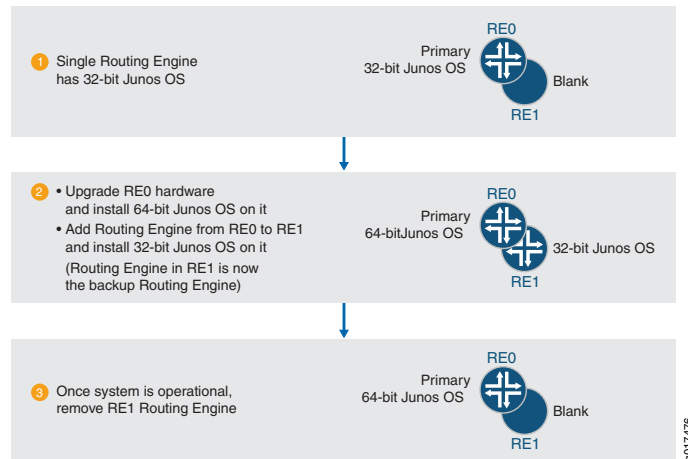 1 Single Routing Engine
has 32-bit Junos OS
RE0
Primary
32-bit Junos OS
Blank
RE1
2 • Upgrade RE0 hardware
and install 64-bit Junos OS on it
• Add Routing Engine from RE0 to RE1
and install 32-bit Junos OS on it
(Routing Engine in RE1 is now
the backup Routing Engine)
RE0
Primary
64-bitJunos OS
32-bit Junos OS
RE1
3 Once system is operational,
remove RE1 Routing Engine
RE0
Primary
64-bit Junos OS
Blank
RE1